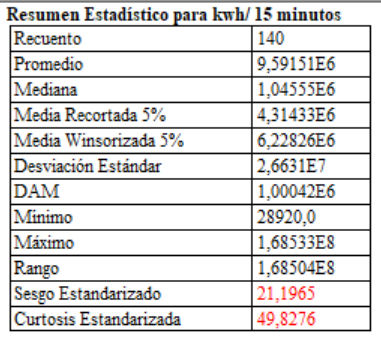 Resumen Estadístico para kwh/ 15 minutos
Recuento 140
Promedio 9,59151E6
Mediana 1,04555E6
Media Recortada 5% 4,31433E6
Media Winsorizada 5% 6,22826E6
Desviación Estándar 2,6631E7
DAM 1,00042E6
Mínimo 28920,0
Máximo 1,68533E8
Rango 1,68504E8
Sesgo Estandarizado 21,1965
Curtosis Estandarizada 49,8276